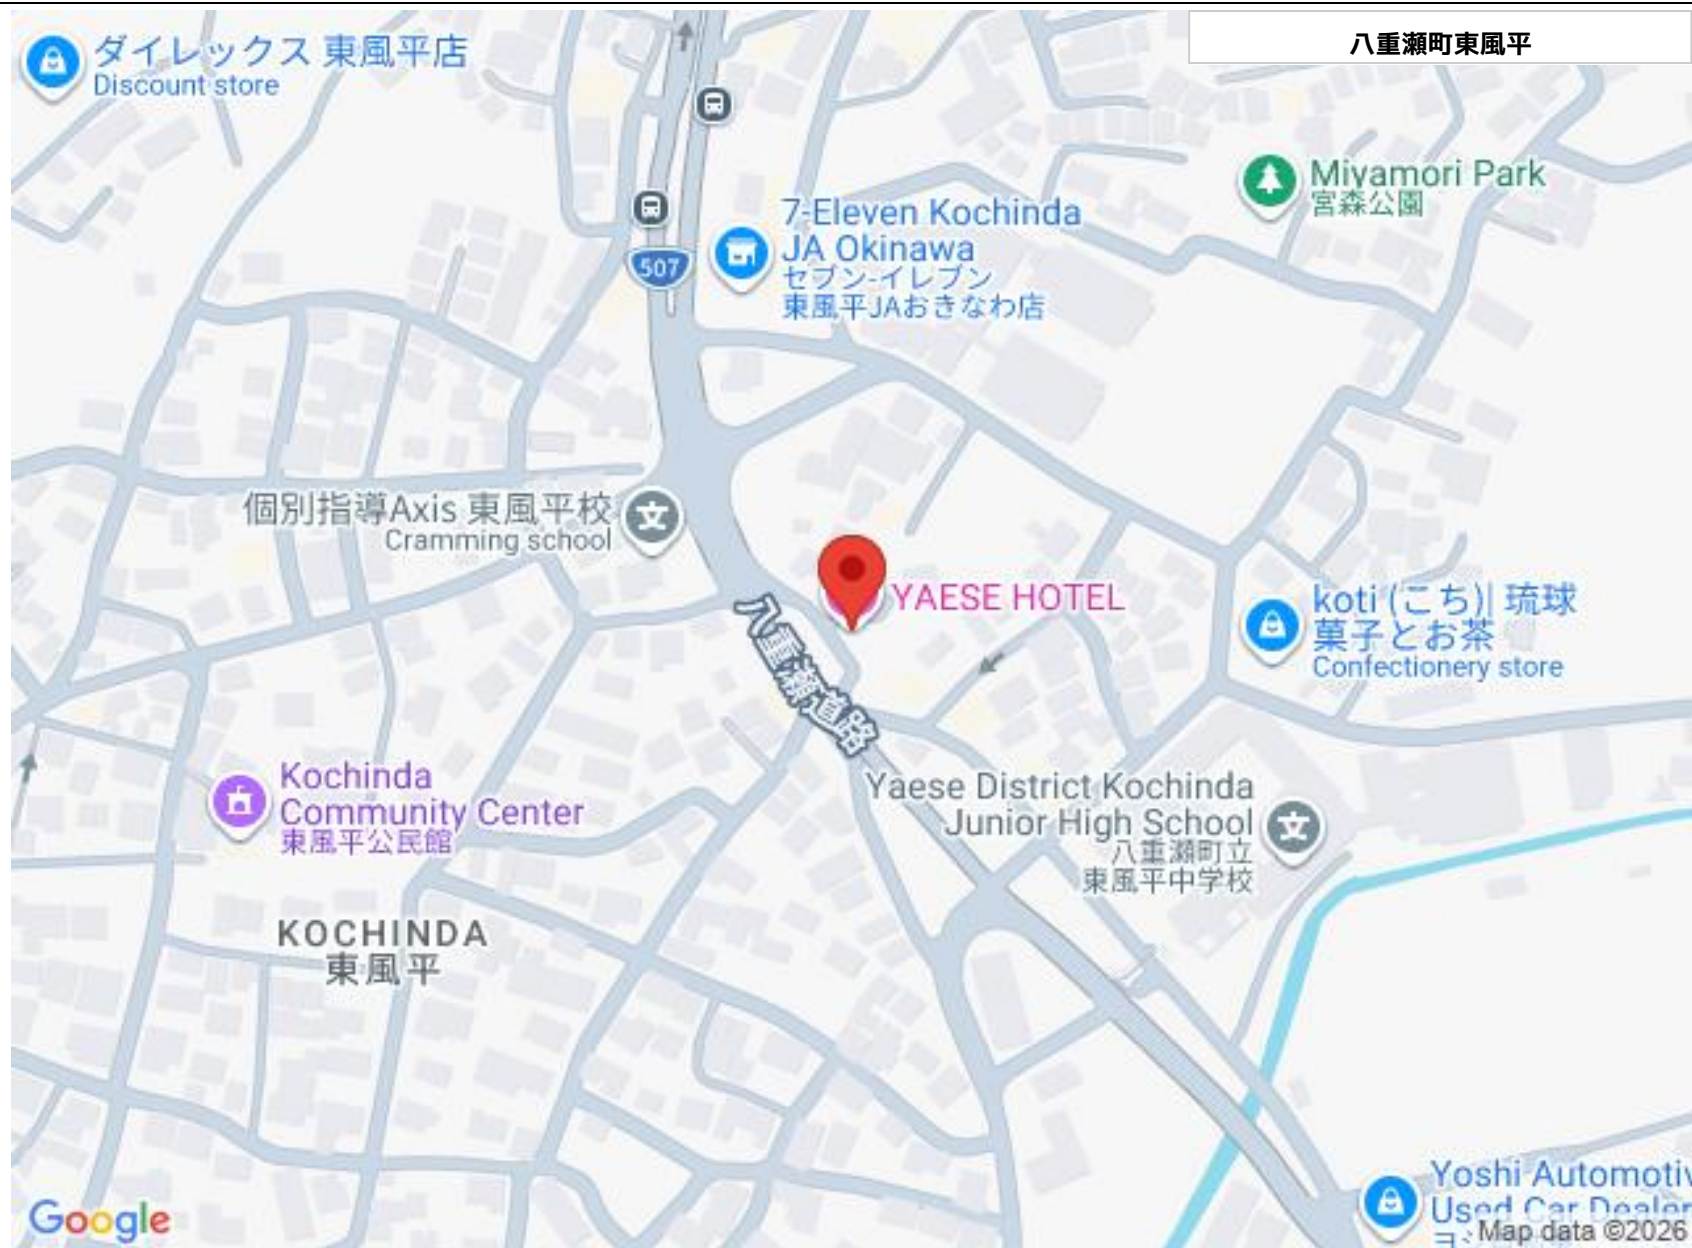 八重瀬町東風平
ダイレックス 東風平店
Discount store
Miyamori Park
宮森公園
7-Eleven Kochinda
JA Okinawa
セブン-イレブン
東風平JAおきなわ店
507
個別指導Axis 東風平校
Cramming school
YAESE HOTEL
koti (こち)| 琉球
菓子とお茶
Confectionery store
八重瀬道路
Kochinda
Community Center
東風平公民館
Yaese District Kochinda
Junior High School
八重瀬町立
東風平中学校
KOCHINDA
東風平
Yoshi Automotiv
Used Car Dealer
Google
Map data ©2026